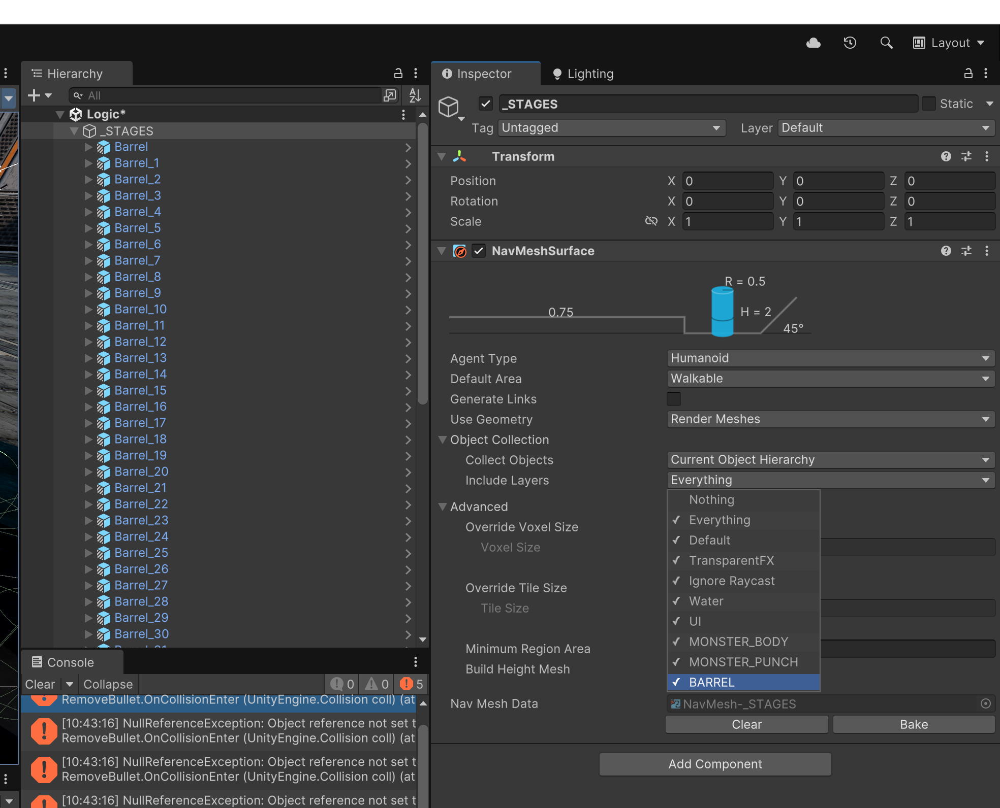 Layout
Hierarchy
All
Logic*
_STAGES
Barrel
Barrel_1
Barrel_2
Barrel_3
Barrel_4
Barrel_5
Barrel_6
Barrel_7
Barrel_8
Barrel_9
Barrel_10
Barrel_11
Barrel_12
Barrel_13
Barrel_14
Barrel_15
Barrel_16
Barrel_17
Barrel_18
Barrel_19
Barrel_20
Barrel_21
Barrel_22
Barrel_23
Barrel_24
Barrel_25
Barrel_26
Barrel_27
Barrel_28
Barrel_29
Barrel_30
Console
Clear Collapse 0 0 5
RemoveBullet.OnCollisionEnter (UnityEngine.Collision coll) (at
[10:43:16] NullReferenceException: Object reference not set t
RemoveBullet.OnCollisionEnter (UnityEngine.Collision coll) (at
[10:43:16] NullReferenceException: Object reference not set t
RemoveBullet.OnCollisionEnter (UnityEngine.Collision coll) (at
[10:43:16] NullReferenceException: Object reference not set t
Inspector Lighting
_STAGES Static
Tag Untagged Layer Default
Transform
Position X 0 Y 0 Z 0
Rotation X 0 Y 0 Z 0
Scale X 1 Y 1 Z 1
NavMeshSurface
R = 0.5
0.75 H = 2
45°
Agent Type Humanoid
Default Area Walkable
Generate Links
Use Geometry Render Meshes
Object Collection
Collect Objects Current Object Hierarchy
Include Layers Everything
Nothing
Everything
Default
TransparentFX
Ignore Raycast
Water
UI
MONSTER_BODY
MONSTER_PUNCH
BARREL
Advanced
Override Voxel Size
Voxel Size
Override Tile Size
Tile Size
Minimum Region Area
Build Height Mesh
Nav Mesh Data NavMesh-_STAGES
Clear Bake
Add Component